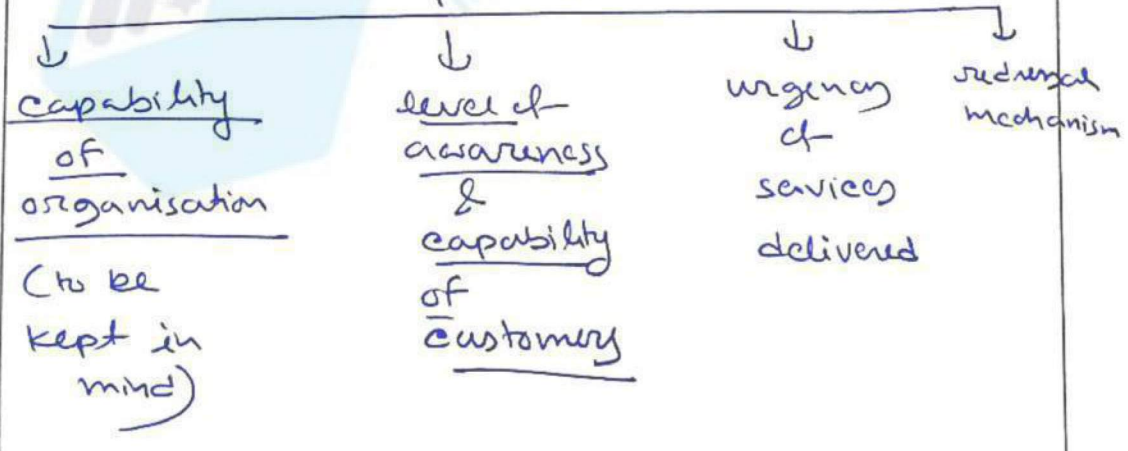 capability
of
organisation
(to be
kept in
mind)
level of
awareness
&
capability
of
customers
urgency
of
services
delivered
redressal
mechanism